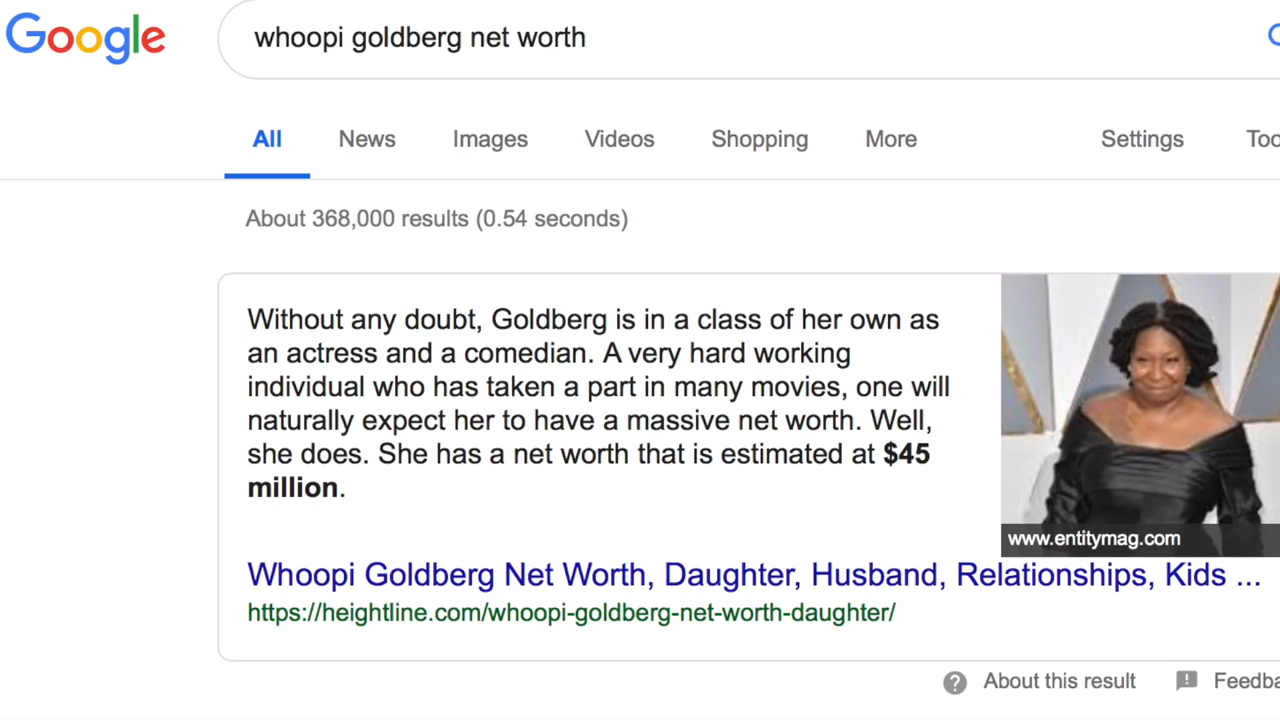 Google
whoopi goldberg net worth
All News Images Videos Shopping More Settings
About 368,000 results (0.54 seconds)
Without any doubt, Goldberg is in a class of her own as
an actress and a comedian. A very hard working
individual who has taken a part in many movies, one will
naturally expect her to have a massive net worth. Well,
she does. She has a net worth that is estimated at $45
million.
www.entitymag.com
Whoopi Goldberg Net Worth, Daughter, Husband, Relationships, Kids ...
https://heightline.com/whoopi-goldberg-net-worth-daughter/
About this result